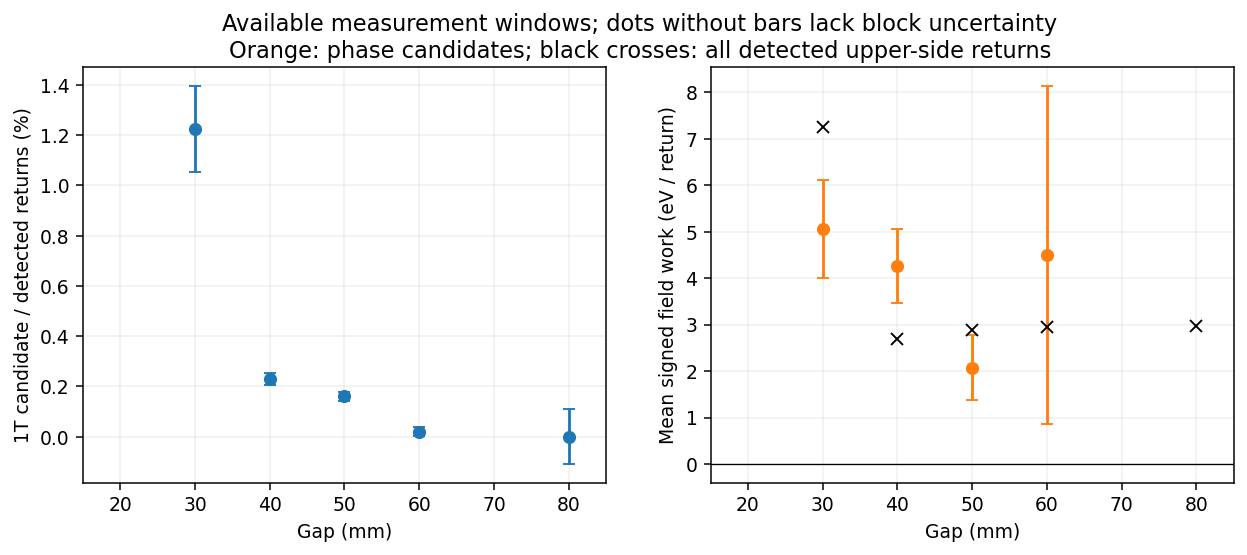 Available measurement windows; dots without bars lack block uncertainty
Orange: phase candidates; black crosses: all detected upper-side returns
1T candidate / detected returns (%)
1.4
1.2
1.0
0.8
0.6
0.4
0.2
0.0
20 30 40 50 60 70 80
Gap (mm)
Mean signed field work (eV / return)
8
7
6
5
4
3
2
1
0
20 30 40 50 60 70 80
Gap (mm)